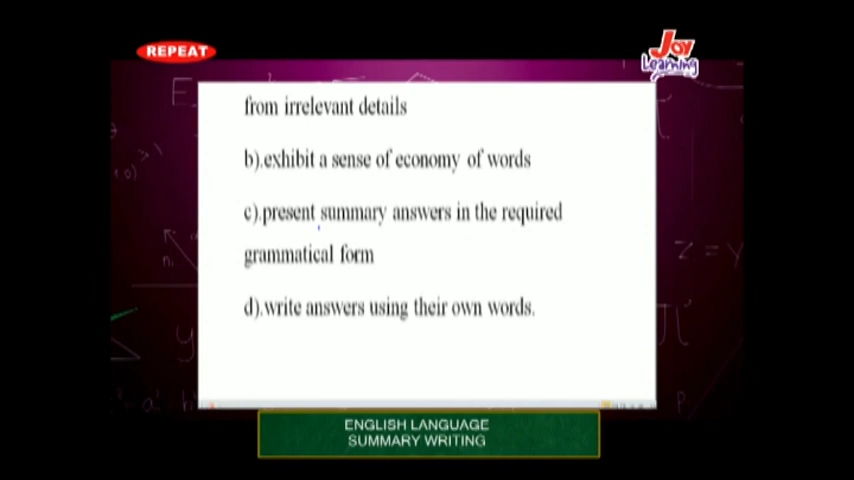 REPEAT
Joy
Learning
from irrelevant details
b).exhibit a sense of economy of words
c).present summary answers in the required
grammatical form
d).write answers using their own words.
z = y
ENGLISH LANGUAGE
SUMMARY WRITING